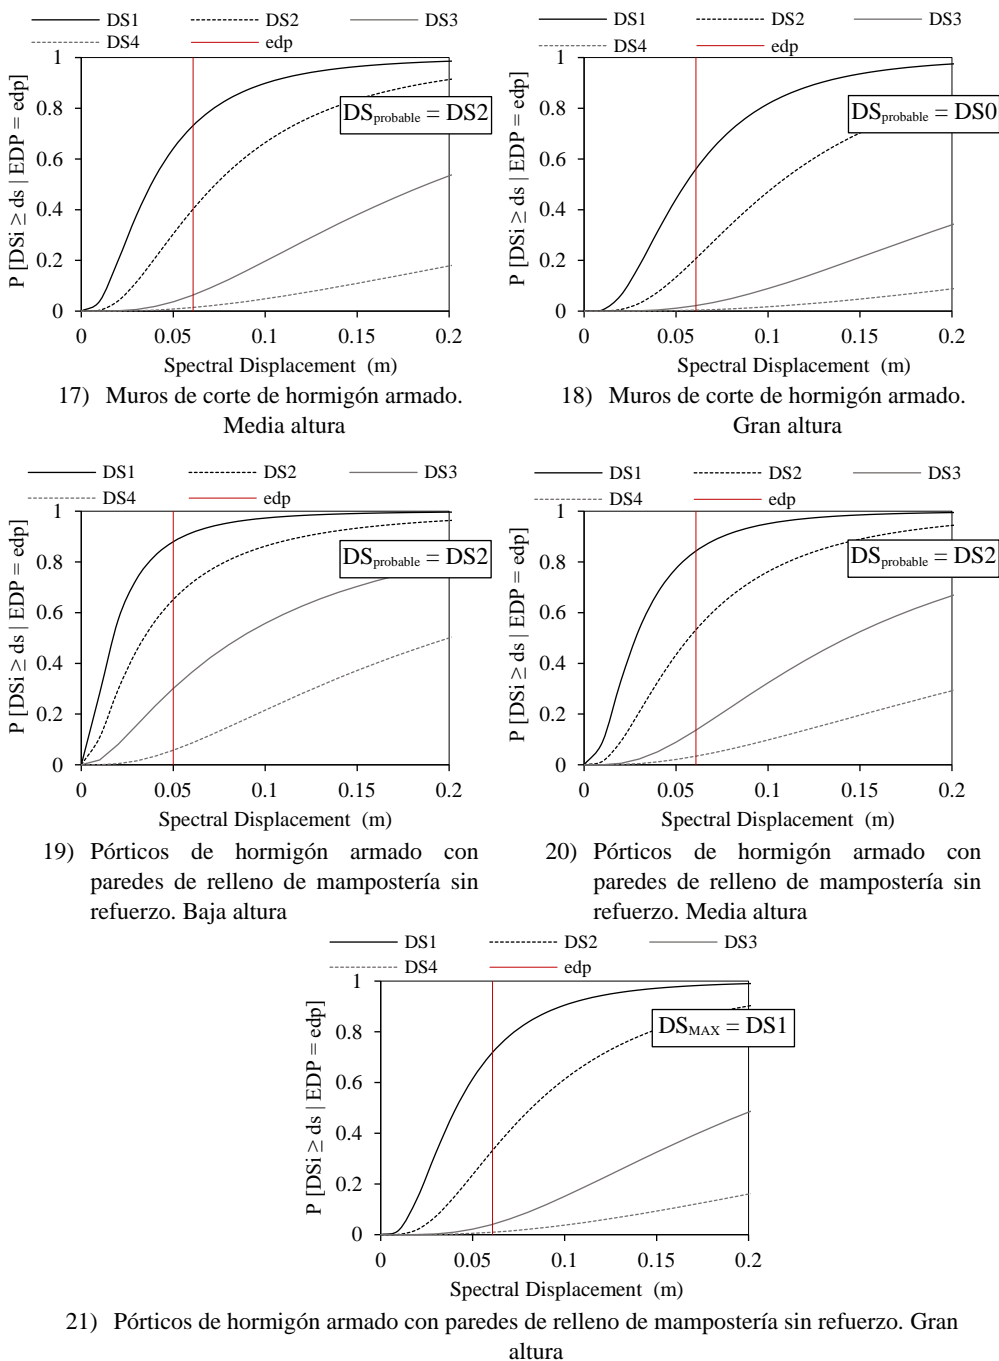 DS1 DS2 DS3
DS4 edp
P [DSi ≥ ds | EDP = edp]
1
0.8
0.6
0.4
0.2
0
DSprobable = DS2
0 0.05 0.1 0.15 0.2
Spectral Displacement (m)
17) Muros de corte de hormigón armado.
Media altura
DS1 DS2 DS3
DS4 edp
P [DSi ≥ ds | EDP = edp]
1
0.8
0.6
0.4
0.2
0
DSprobable = DS0
0 0.05 0.1 0.15 0.2
Spectral Displacement (m)
18) Muros de corte de hormigón armado.
Gran altura
DS1 DS2 DS3
DS4 edp
P [DSi ≥ ds | EDP = edp]
1
0.8
0.6
0.4
0.2
0
DSprobable = DS2
0 0.05 0.1 0.15 0.2
Spectral Displacement (m)
19) Pórticos de hormigón armado con
paredes de relleno de mampostería sin
refuerzo. Baja altura
DS1 DS2 DS3
DS4 edp
P [DSi ≥ ds | EDP = edp]
1
0.8
0.6
0.4
0.2
0
DSprobable = DS2
0 0.05 0.1 0.15 0.2
Spectral Displacement (m)
20) Pórticos de hormigón armado con
paredes de relleno de mampostería sin
refuerzo. Media altura
DS1 DS2 DS3
DS4 edp
P [DSi ≥ ds | EDP = edp]
1
0.8
0.6
0.4
0.2
0
DSMAX = DS1
0 0.05 0.1 0.15 0.2
Spectral Displacement (m)
21) Pórticos de hormigón armado con paredes de relleno de mampostería sin refuerzo. Gran
altura